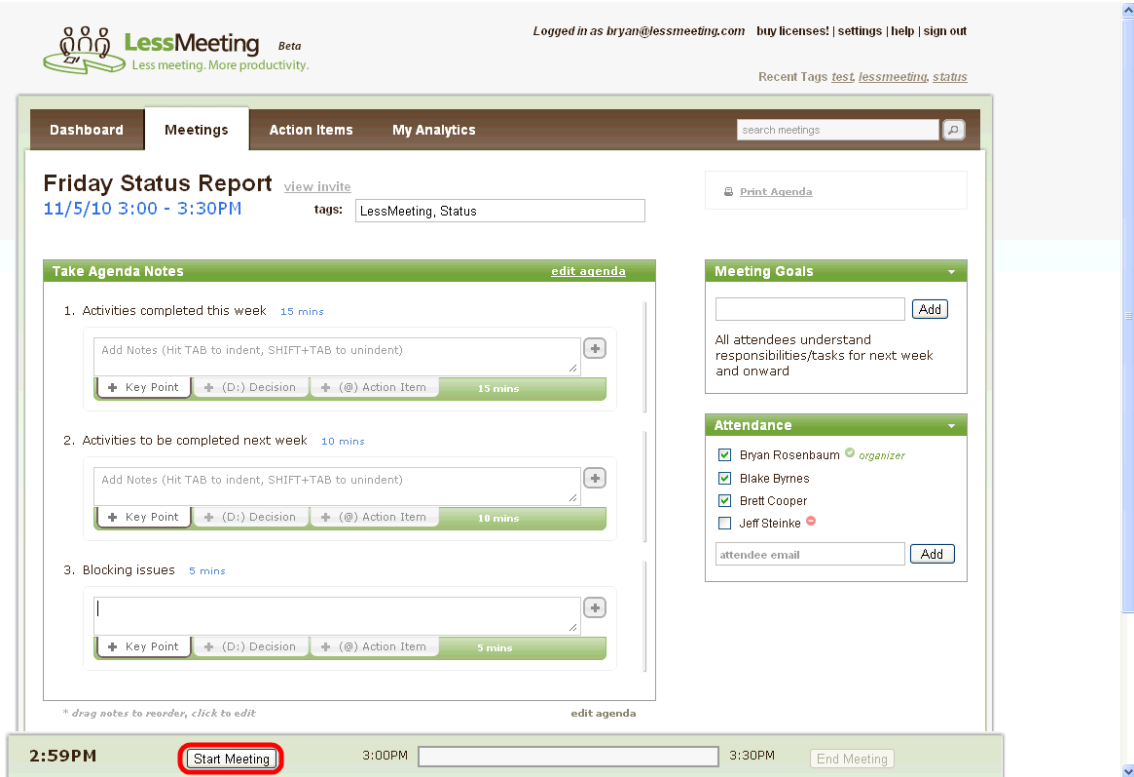 LessMeeting Beta
Less meeting. More productivity.
Logged in as bryan@lessmeeting.com buy licenses! | settings | help | sign out
Recent Tags test, lessmeeting, status
Dashboard Meetings Action Items My Analytics search meetings
Friday Status Report view invite
11/5/10 3:00 - 3:30PM tags: LessMeeting, Status
Print Agenda
Take Agenda Notes edit agenda
1. Activities completed this week 15 mins
Add Notes (Hit TAB to indent, SHIFT+TAB to unindent)
Key Point (D:) Decision (@) Action Item 15 mins
2. Activities to be completed next week 10 mins
Add Notes (Hit TAB to indent, SHIFT+TAB to unindent)
Key Point (D:) Decision (@) Action Item 10 mins
3. Blocking issues 5 mins
Key Point (D:) Decision (@) Action Item 5 mins
* drag notes to reorder, click to edit edit agenda
Meeting Goals
Add
All attendees understand
responsibilities/tasks for next week
and onward
Attendance
Bryan Rosenbaum organizer
Blake Byrnes
Brett Cooper
Jeff Steinke
attendee email Add
2:59PM Start Meeting 3:00PM 3:30PM End Meeting